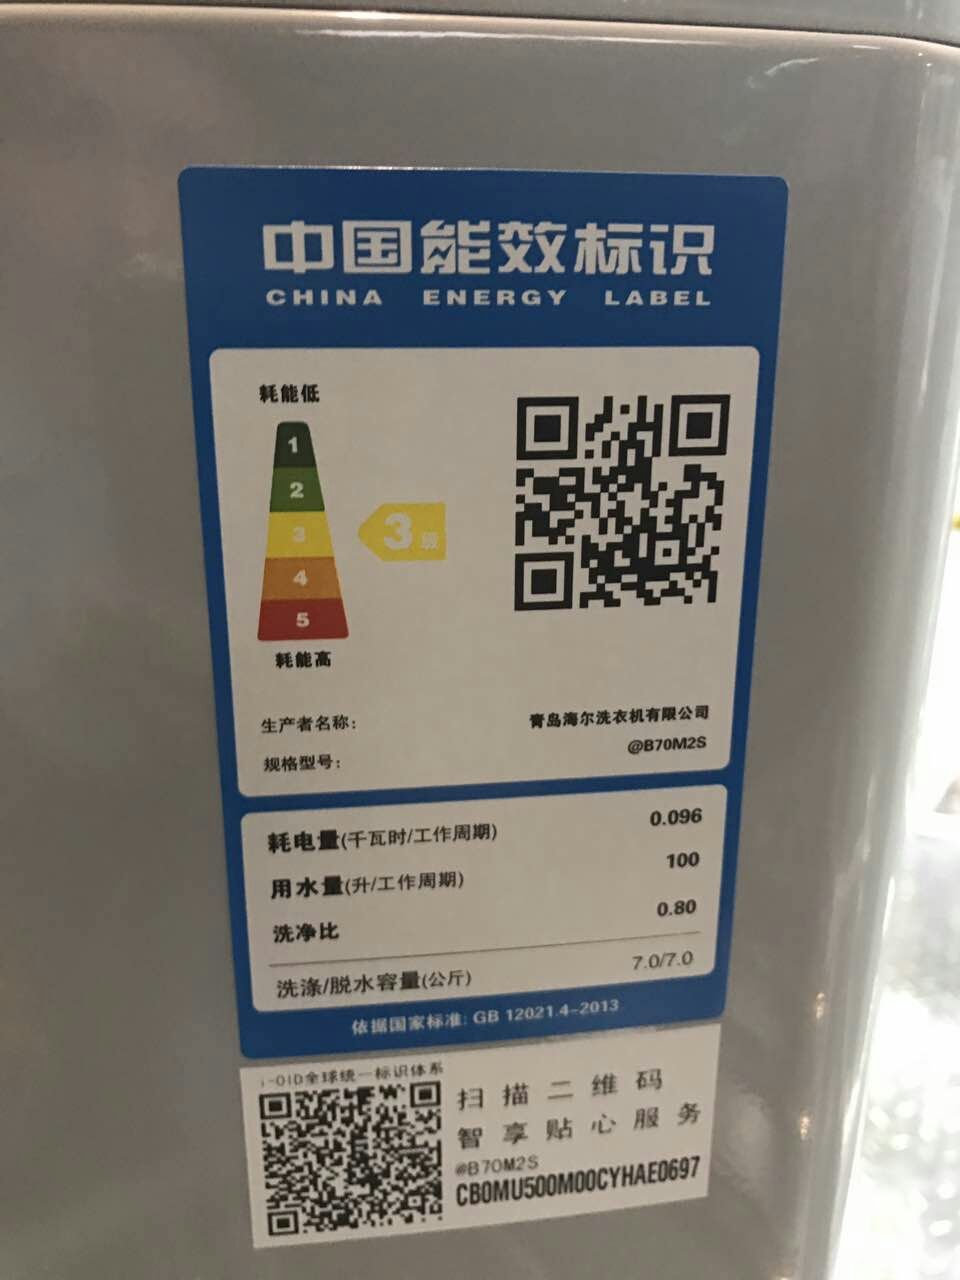 中国能效标识
CHINA ENERGY LABEL
耗能低
1
2
3
3级
4
5
耗能高
生产者名称: 青岛海尔洗衣机有限公司
规格型号: @B70M2S
耗电量(千瓦时/工作周期) 0.096
用水量(升/工作周期) 100
洗净比 0.80
洗涤/脱水容量(公斤) 7.0/7.0
依据国家标准: GB 12021.4-2013
i-OID全球统一标识体系
扫描二维码
智享贴心服务
@B70M2S
CB0MU500M00CYHAE0697